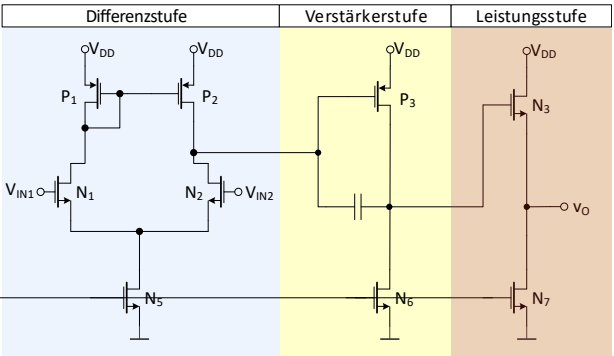 Differenzstufe
Verstärkerstufe
Leistungsstufe
VDD
VDD
VDD
VDD
P1
P2
P3
N3
VIN1
N1
N2
VIN2
vO
N5
N6
N7